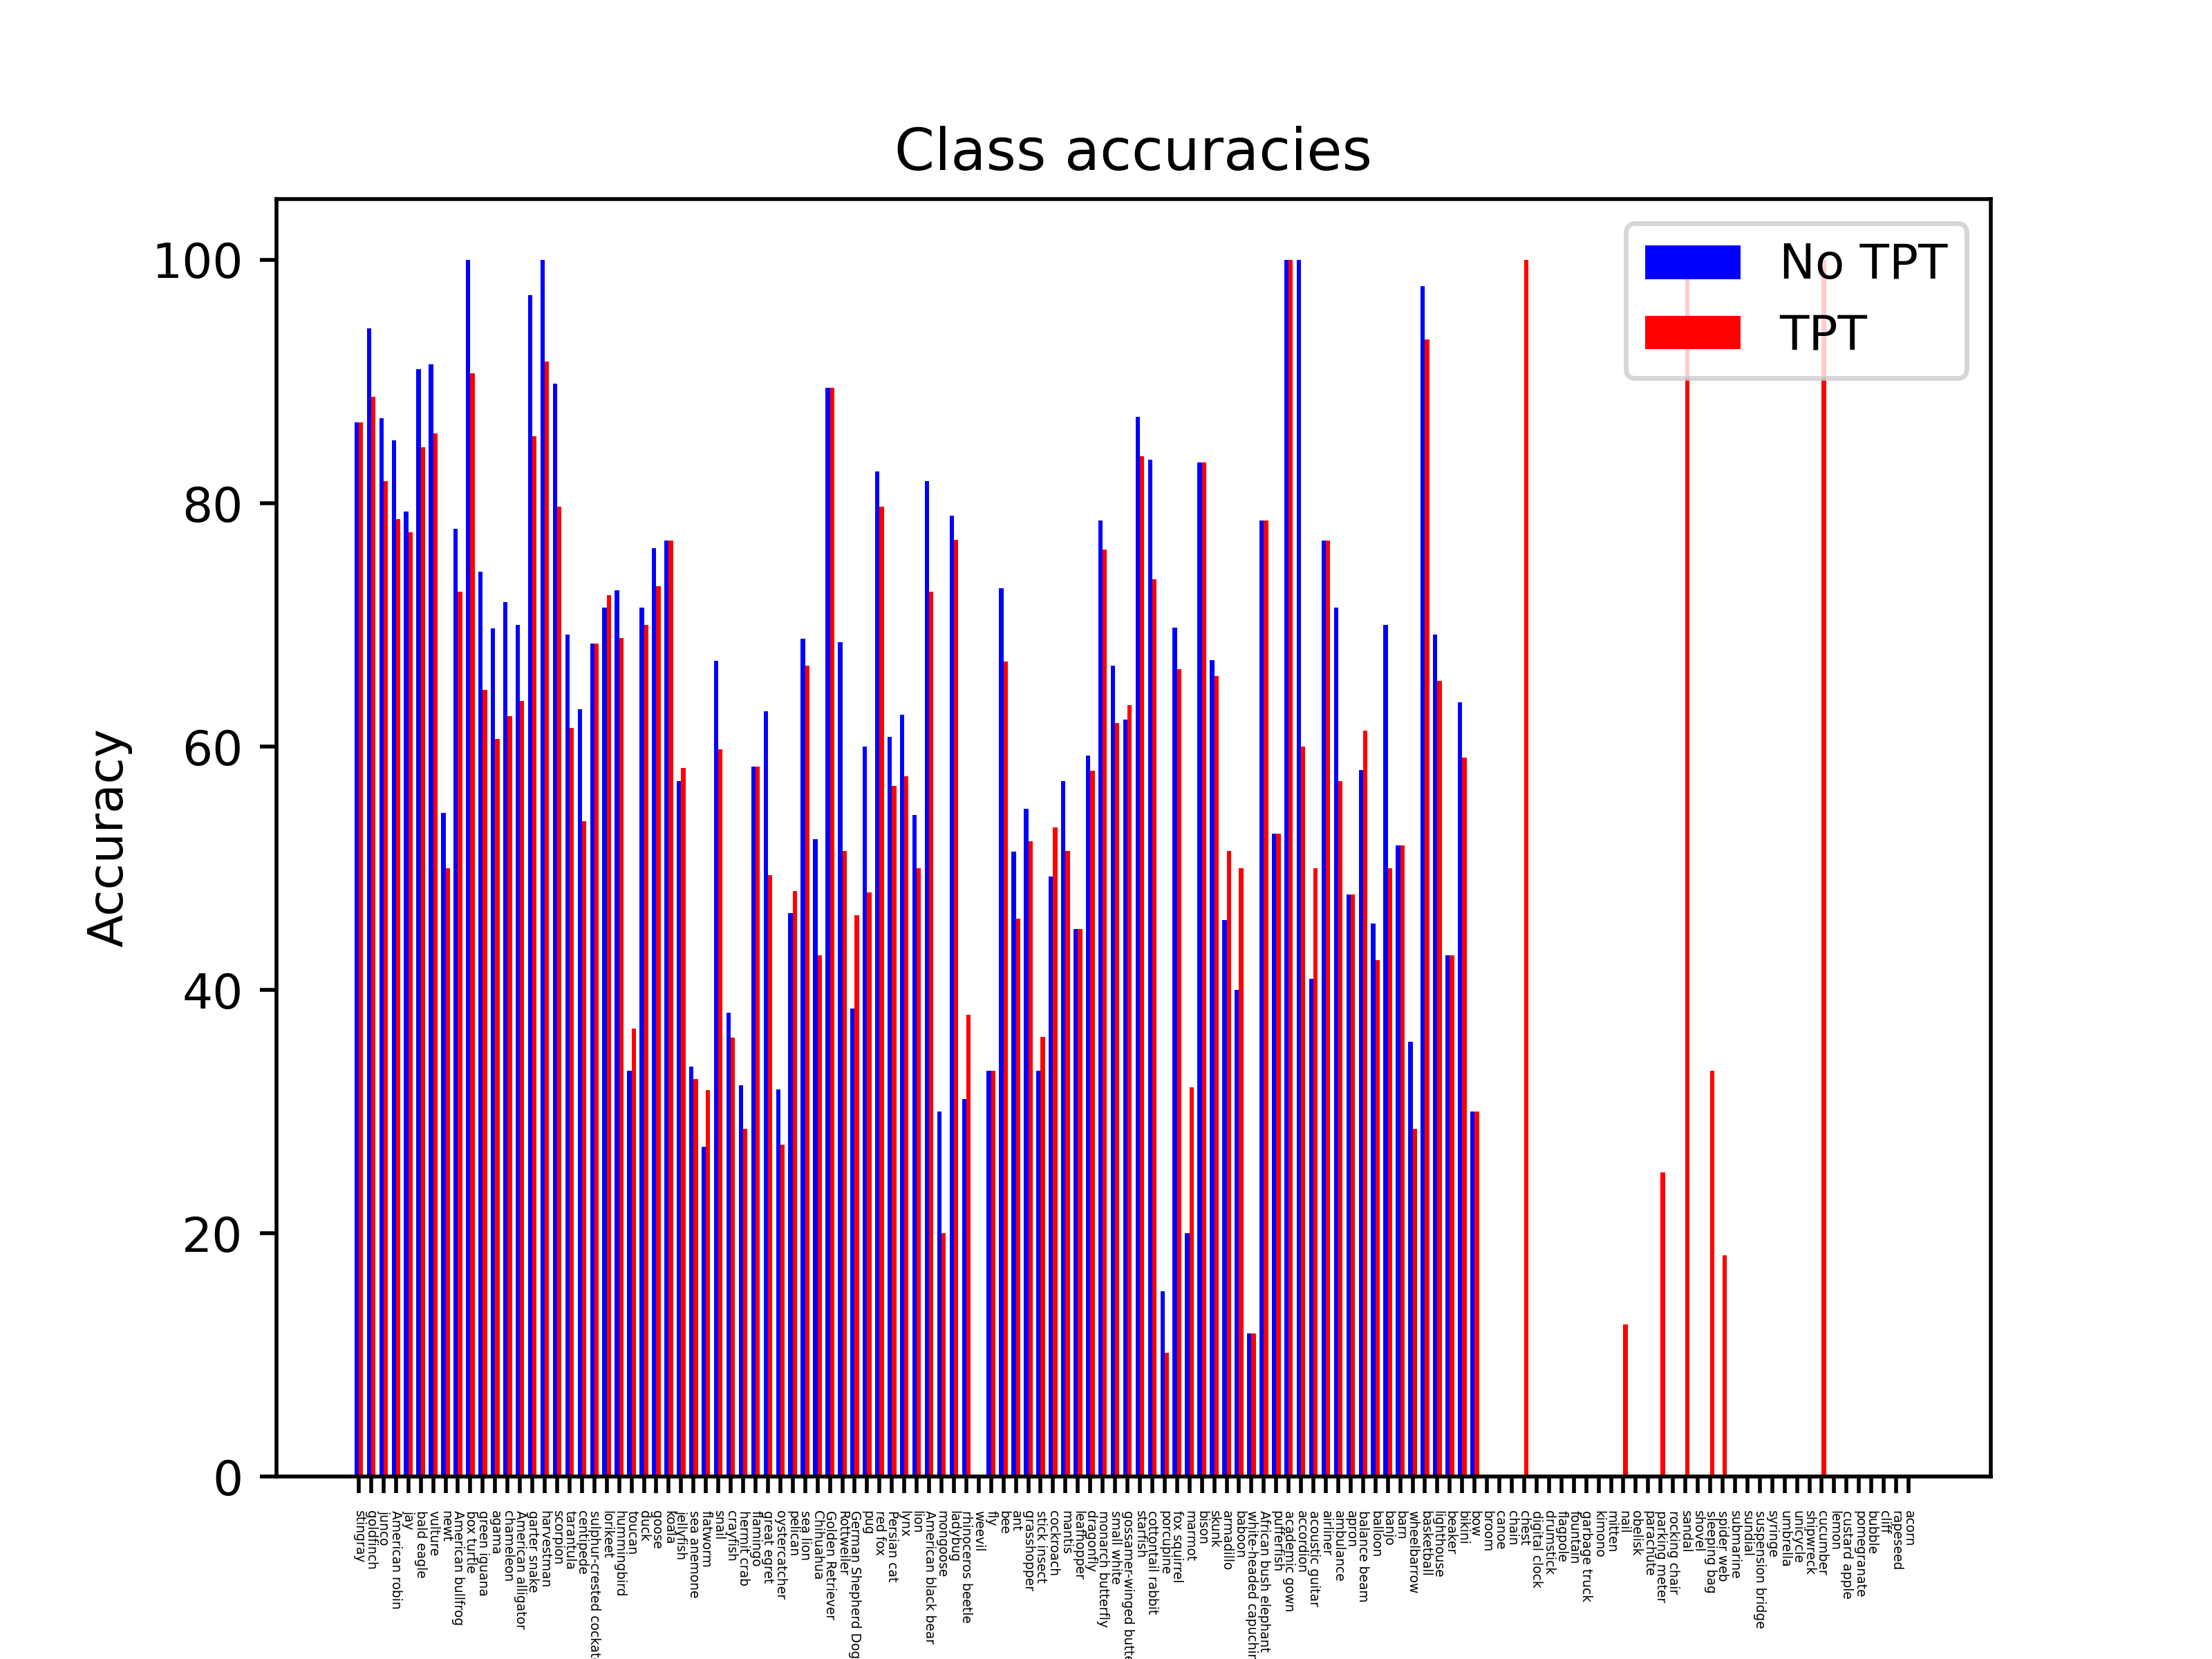 Class accuracies
No TPT
TPT
Accuracy
100
80
60
40
20
0
stingray
goldfinch
junco
American robin
jay
bald eagle
vulture
newt
American bullfrog
box turtle
green iguana
agama
chameleon
American alligator
garter snake
harvestman
scorpion
tarantula
centipede
sulphur-crested cockat
lorikeet
hummingbird
toucan
duck
goose
koala
jellyfish
sea anemone
flatworm
snail
crayfish
hermit crab
flamingo
great egret
oystercatcher
pelican
sea lion
Chihuahua
Golden Retriever
Rottweiler
German Shepherd Dog
pug
red fox
Persian cat
lynx
lion
American black bear
mongoose
ladybug
rhinoceros beetle
weevil
fly
bee
ant
grasshopper
stick insect
cockroach
mantis
leafhopper
dragonfly
monarch butterfly
small white
gossamer-winged butte
starfish
cottontail rabbit
porcupine
fox squirrel
marmot
bison
skunk
armadillo
baboon
white-headed capuchin
African bush elephant
pufferfish
academic gown
accordion
acoustic guitar
airliner
ambulance
apron
balance beam
balloon
banjo
barn
wheelbarrow
basketball
lighthouse
beaker
bikini
bow
broom
canoe
chain
chest
digital clock
drumstick
flagpole
fountain
garbage truck
kimono
mitten
nail
obelisk
parachute
parking meter
rocking chair
sandal
shovel
sleeping bag
spider web
submarine
sundial
suspension bridge
syringe
umbrella
unicycle
shipwreck
cucumber
lemon
custard apple
pomegranate
bubble
cliff
rapeseed
acorn